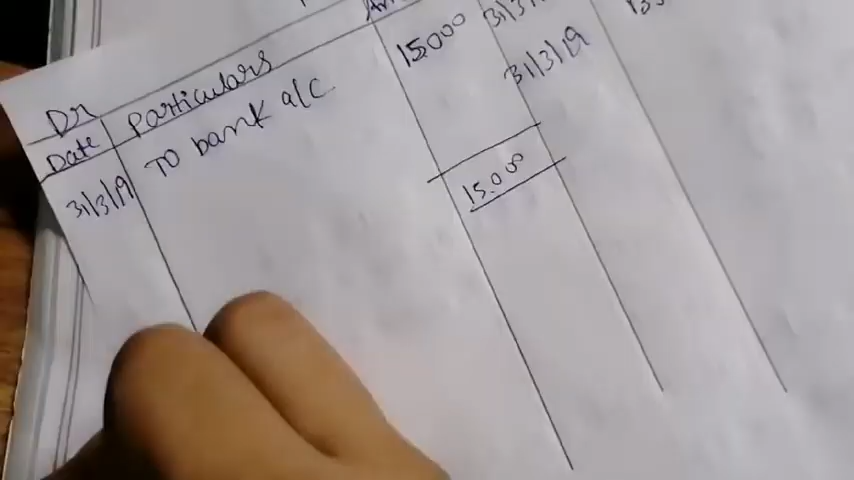 Dr
Date Particulars
31/3/19 To bank a/c 15000
31/3/19
15000